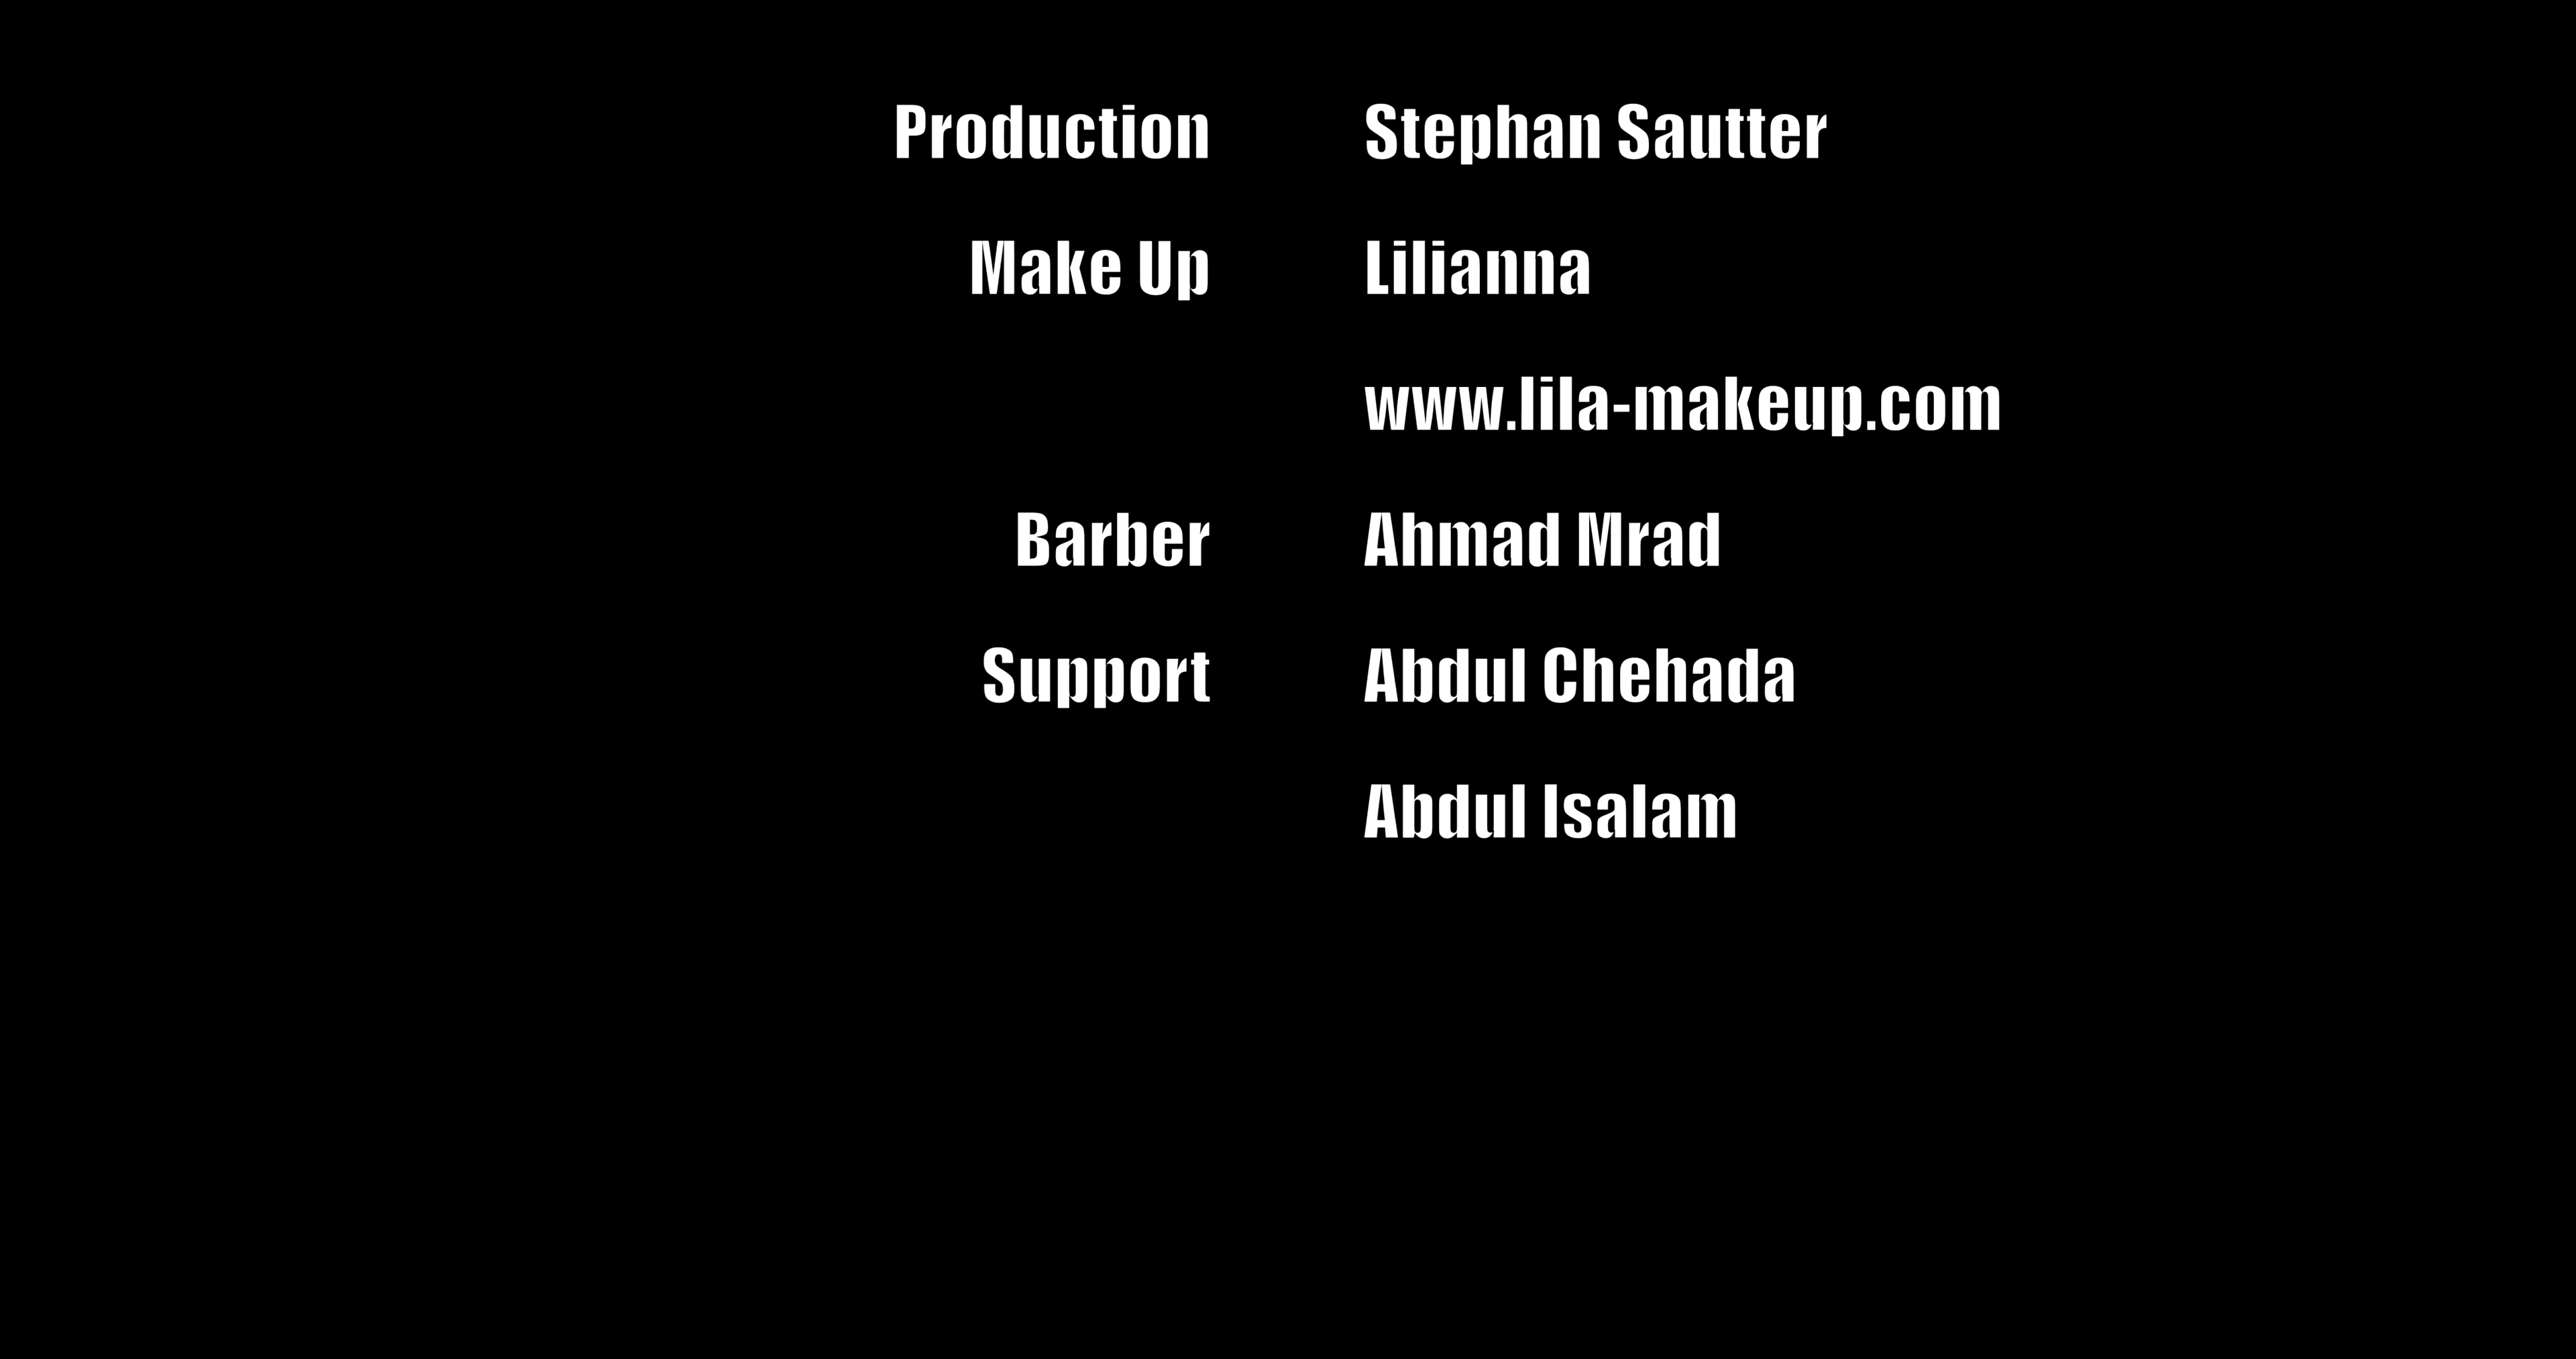 Production Stephan Sautter
Make Up Lilianna
www.lila-makeup.com
Barber Ahmad Mrad
Support Abdul Chehada
Abdul Isalam